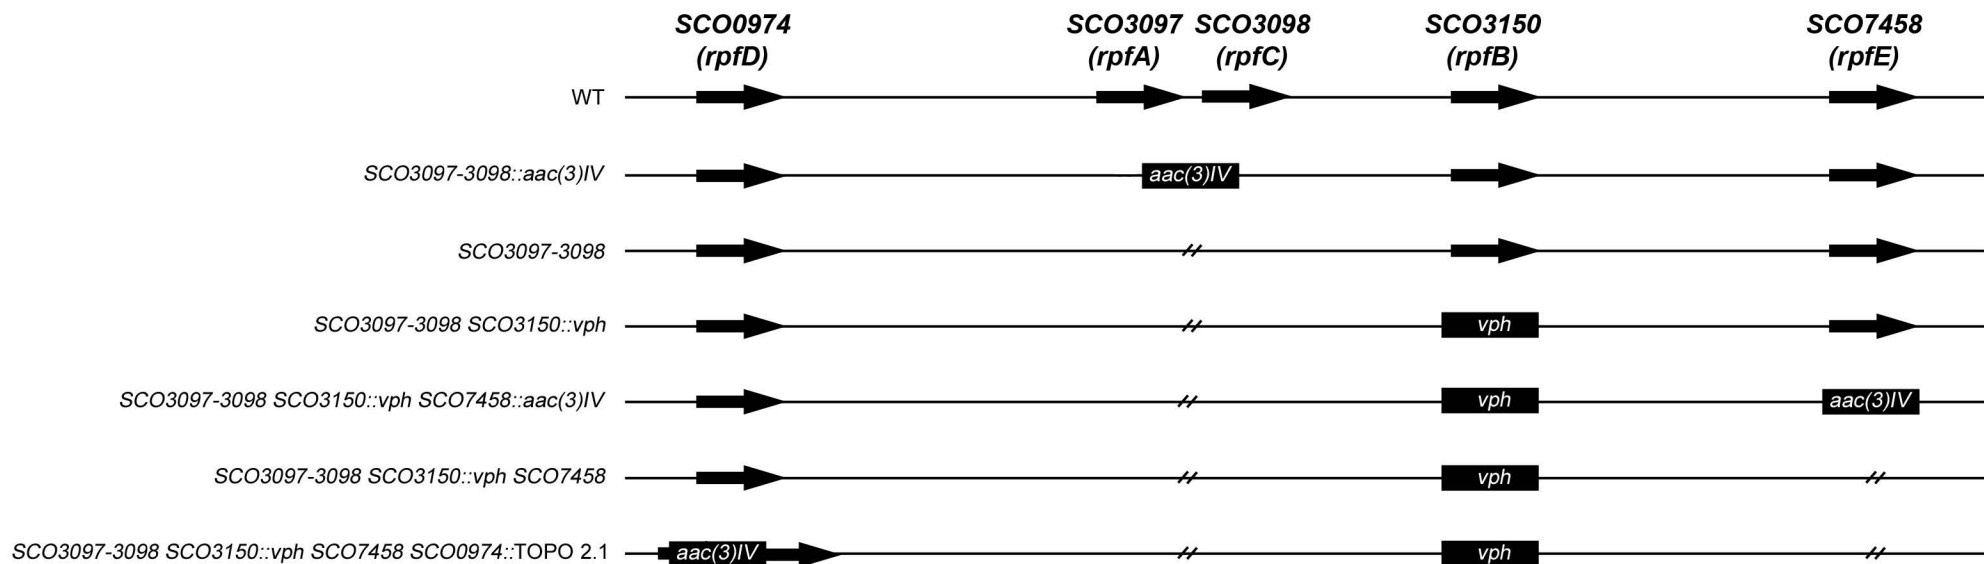 SCO0974 SCO3097 SCO3098 SCO3150 SCO7458
(rpfD) (rpfA) (rpfC) (rpfB) (rpfE)
WT
SCO3097-3098::aac(3)IV aac(3)IV
SCO3097-3098
SCO3097-3098 SCO3150::vph vph
SCO3097-3098 SCO3150::vph SCO7458::aac(3)IV vph aac(3)IV
SCO3097-3098 SCO3150::vph SCO7458 vph
SCO3097-3098 SCO3150::vph SCO7458 SCO0974::TOPO 2.1 aac(3)IV vph